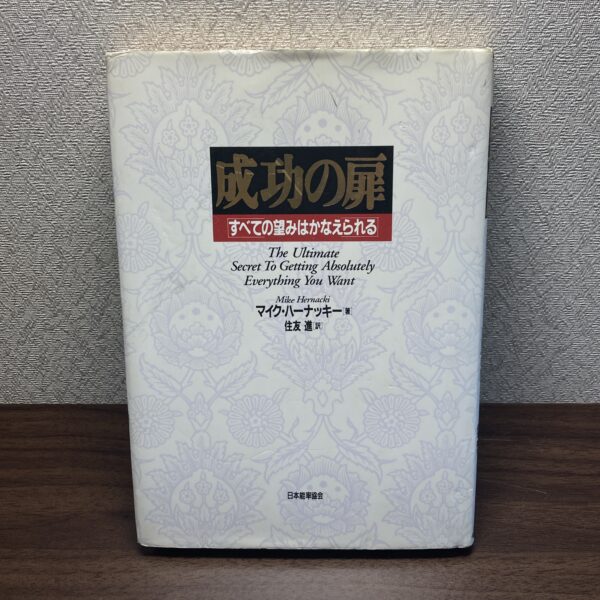 成功の扉
[すべての望みはかなえられる]
The Ultimate
Secret To Getting Absolutely
Everything You Want
Mike Hernacki
マイク・ハーナッキー[著]
住友 進[訳]
日本能率協会